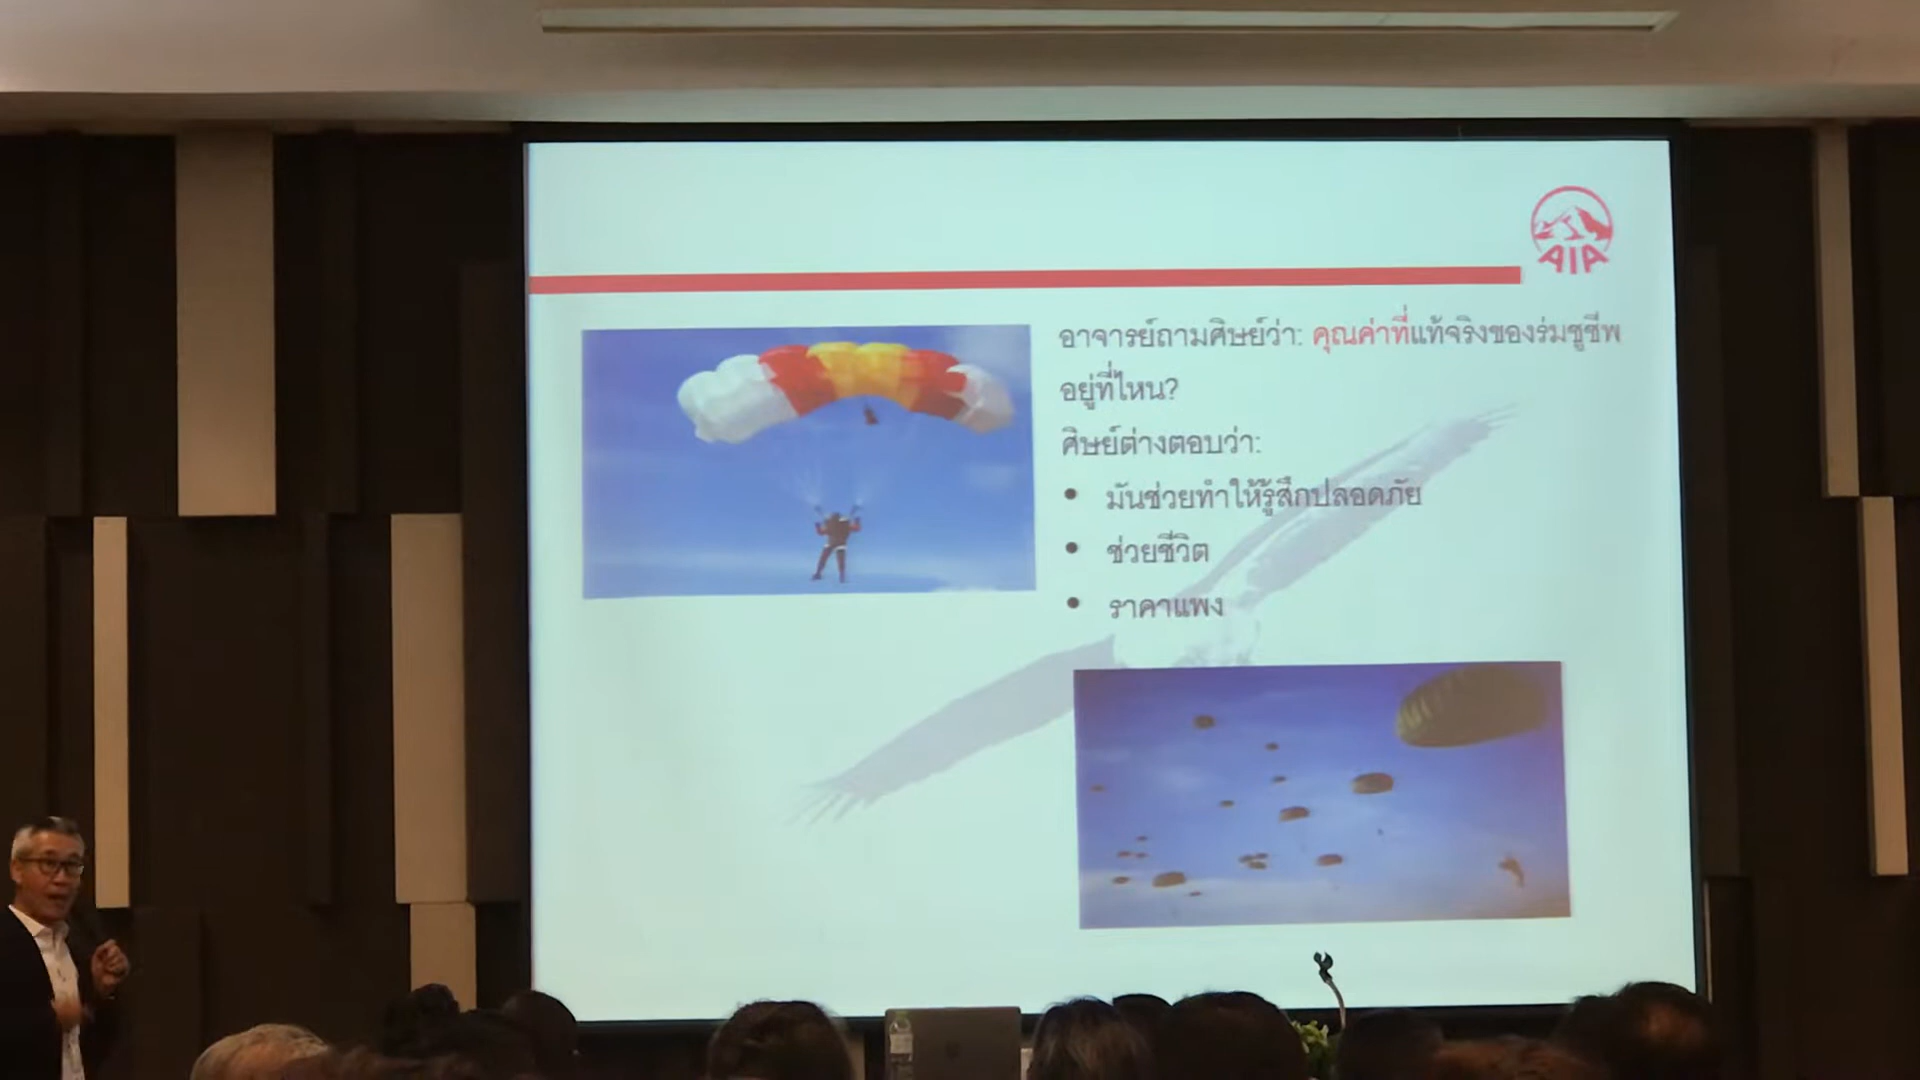 AIA
อาจารย์ถามศิษย์ว่า: คุณค่าที่แท้จริงของร่มชูชีพ
อยู่ที่ไหน?
ศิษย์ต่างตอบว่า:
• มันช่วยทำให้รู้สึกปลอดภัย
• ช่วยชีวิต
• ราคาแพง